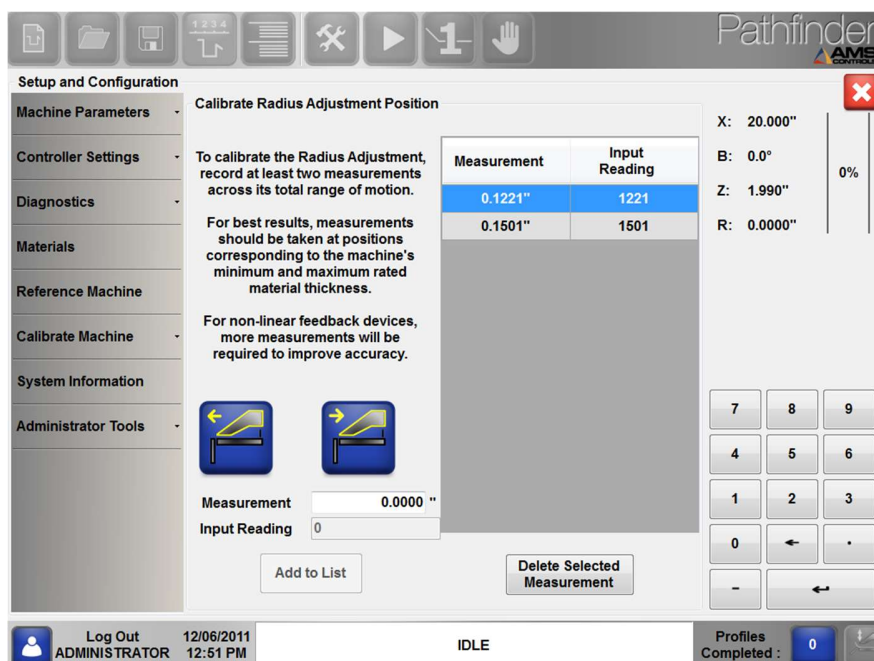 1 2 3 4
1
Pathfinder
AMS
CONTROLS
Setup and Configuration
Machine Parameters
Controller Settings
Diagnostics
Materials
Reference Machine
Calibrate Machine
System Information
Administrator Tools
Calibrate Radius Adjustment Position
To calibrate the Radius Adjustment,
record at least two measurements
across its total range of motion.
For best results, measurements
should be taken at positions
corresponding to the machine's
minimum and maximum rated
material thickness.
For non-linear feedback devices,
more measurements will be
required to improve accuracy.
Measurement 0.0000 "
Input Reading 0
Add to List
Measurement Input Reading
0.1221" 1221
0.1501" 1501
Delete Selected
Measurement
X: 20.000"
B: 0.0°
Z: 1.990"
R: 0.0000"
0%
7 8 9
4 5 6
1 2 3
0 ← .
- ↵
Log Out
ADMINISTRATOR
12/06/2011
12:51 PM
IDLE
Profiles
Completed : 0